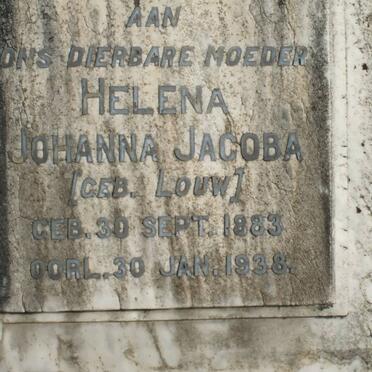 AAN
ONS DIERBARE MOEDER
HELENA
JOHANNA JACOBA
[GEB. LOUW]
GEB. 30 SEPT. 1883
OORL. 30 JAN. 1938.